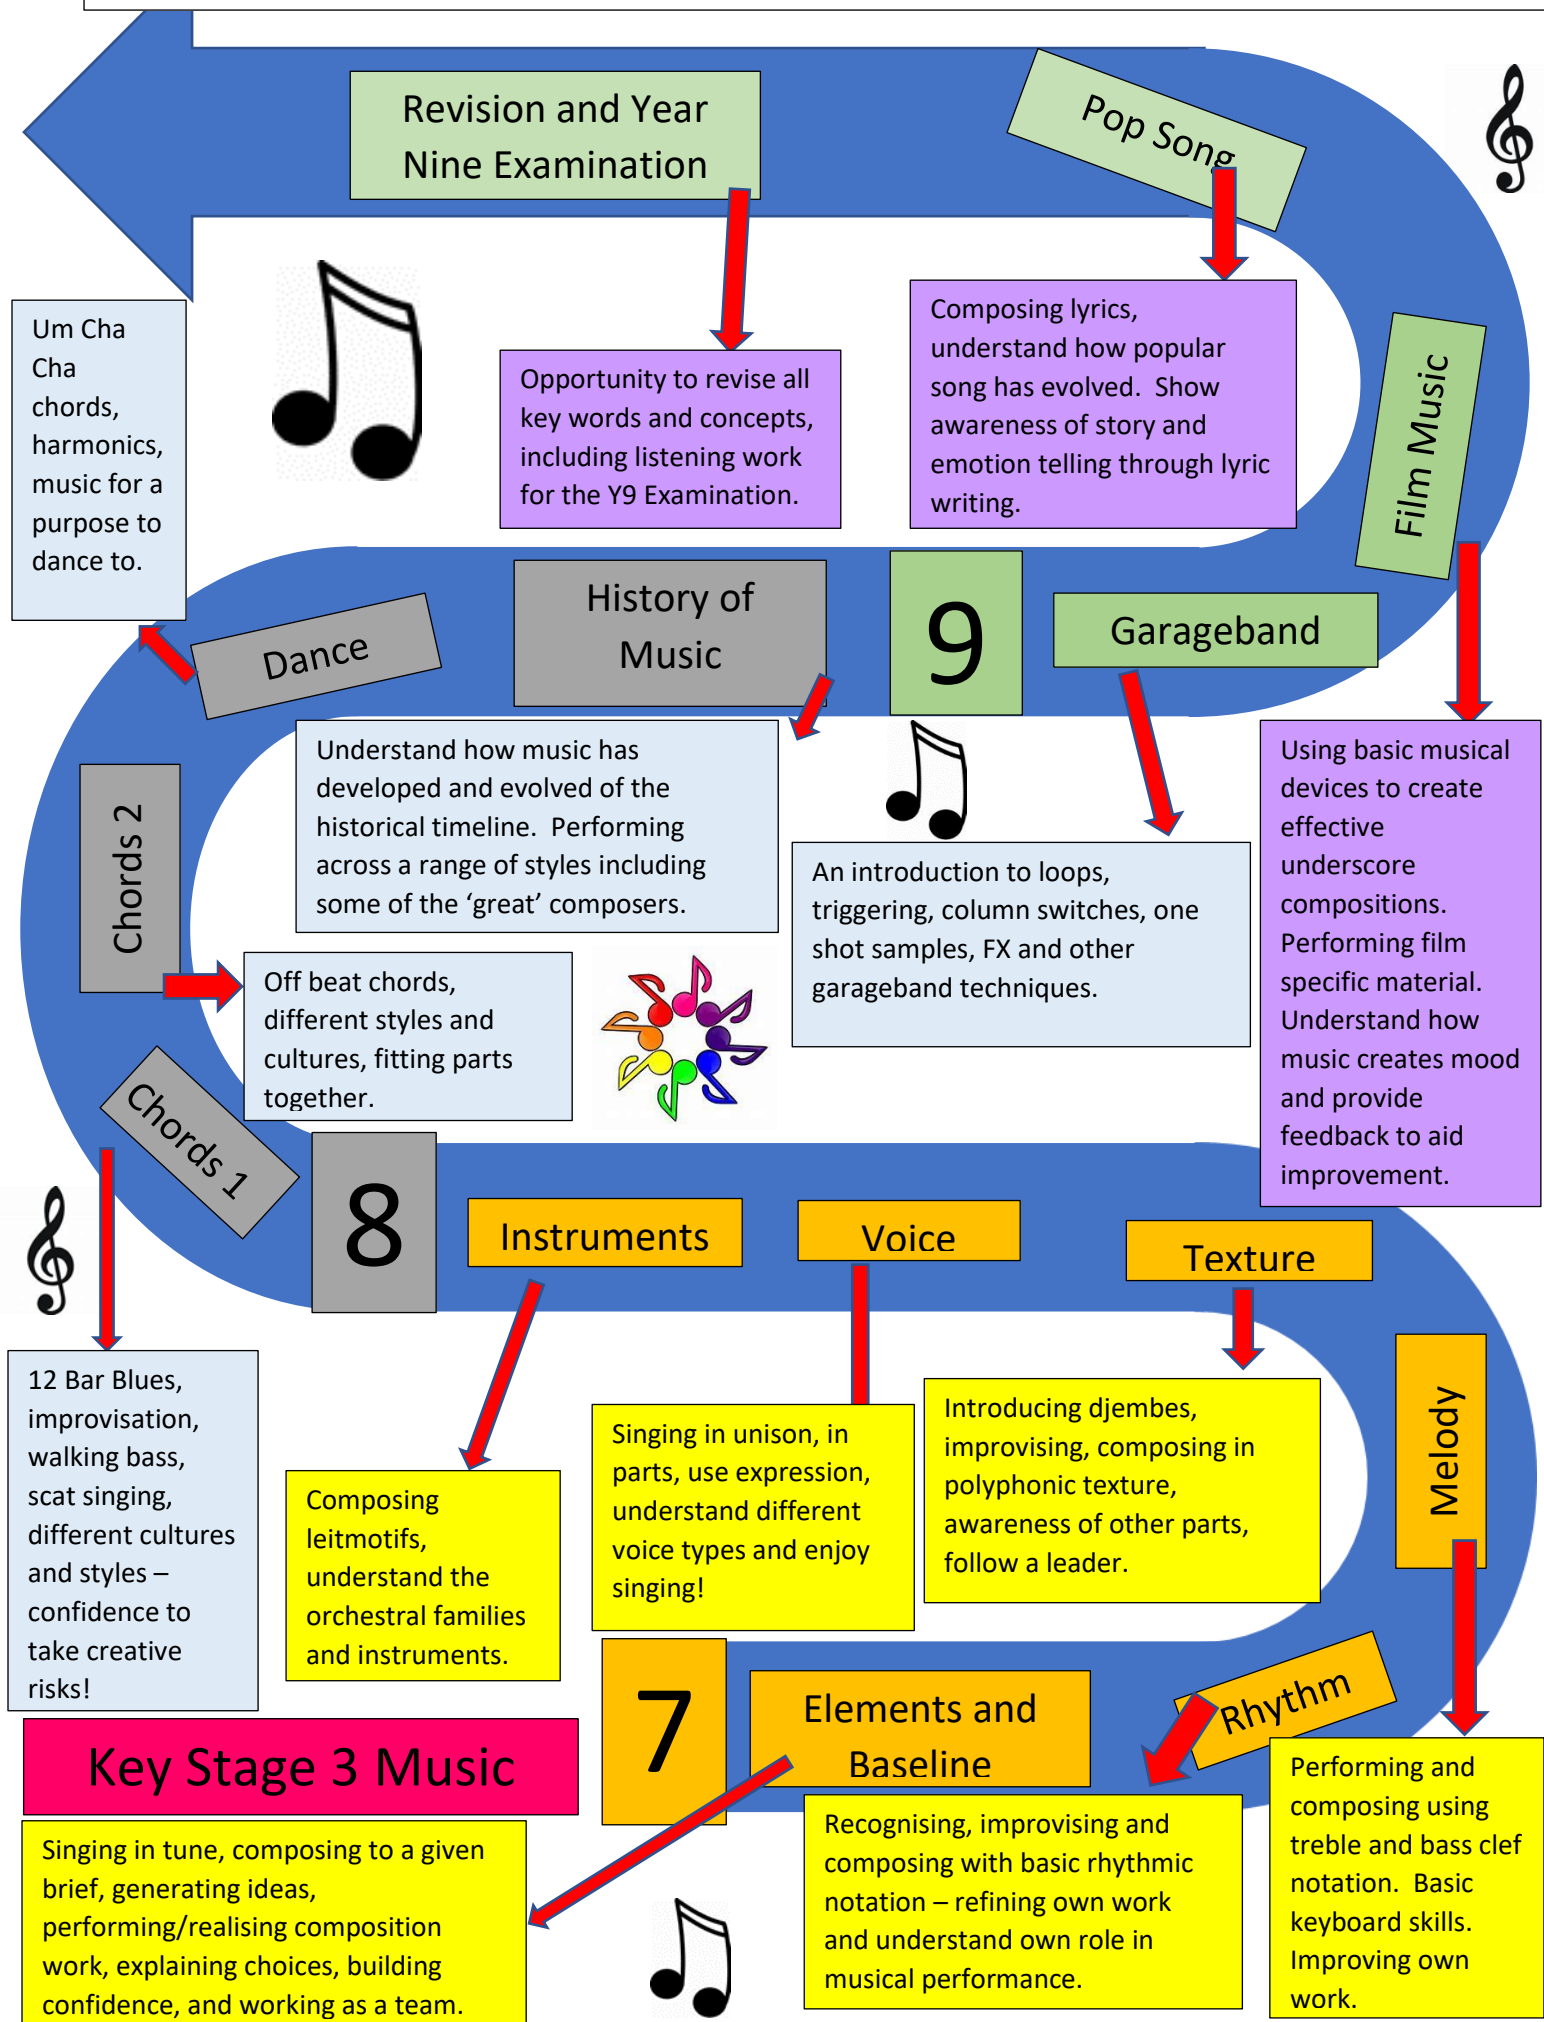 Revision and Year
Nine Examination
Pop Song
Um Cha
Cha
chords,
harmonics,
music for a
purpose to
dance to.
Opportunity to revise all
key words and concepts,
including listening work
for the Y9 Examination.
Composing lyrics,
understand how popular
song has evolved.  Show
awareness of story and
emotion telling through lyric
writing.
Film Music
Dance
History of
Music
9
Garageband
Understand how music has
developed and evolved of the
historical timeline.  Performing
across a range of styles including
some of the ‘great’ composers.
An introduction to loops,
triggering, column switches, one
shot samples, FX and other
garageband techniques.
Using basic musical
devices to create
effective
underscore
compositions.
Performing film
specific material.
Understand how
music creates mood
and provide
feedback to aid
improvement.
Chords 2
Off beat chords,
different styles and
cultures, fitting parts
together.
Chords 1
8
Instruments
Voice
Texture
Melody
12 Bar Blues,
improvisation,
walking bass,
scat singing,
different cultures
and styles –
confidence to
take creative
risks!
Composing
leitmotifs,
understand the
orchestral families
and instruments.
Singing in unison, in
parts, use expression,
understand different
voice types and enjoy
singing!
Introducing djembes,
improvising, composing in
polyphonic texture,
awareness of other parts,
follow a leader.
Key Stage 3 Music
7
Elements and
Baseline
Rhythm
Singing in tune, composing to a given
brief, generating ideas,
performing/realising composition
work, explaining choices, building
confidence, and working as a team.
Recognising, improvising and
composing with basic rhythmic
notation – refining own work
and understand own role in
musical performance.
Performing and
composing using
treble and bass clef
notation.  Basic
keyboard skills.
Improving own
work.